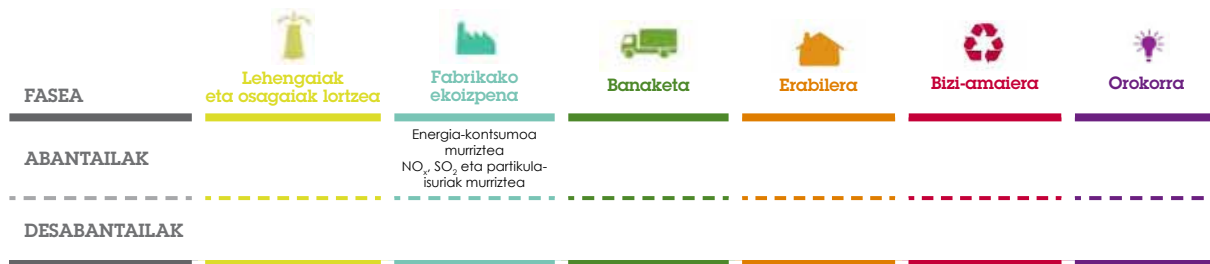 FASEA
Lehengaiak
eta osagaiak lortzea
Fabrikako
ekoizpena
Banaketa
Erabilera
Bizi-amaiera
Orokorra
ABANTAILAK
Energia-kontsumoa
murriztea
NOₓ, SO₂ eta partikula-
isuriak murriztea
DESABANTAILAK